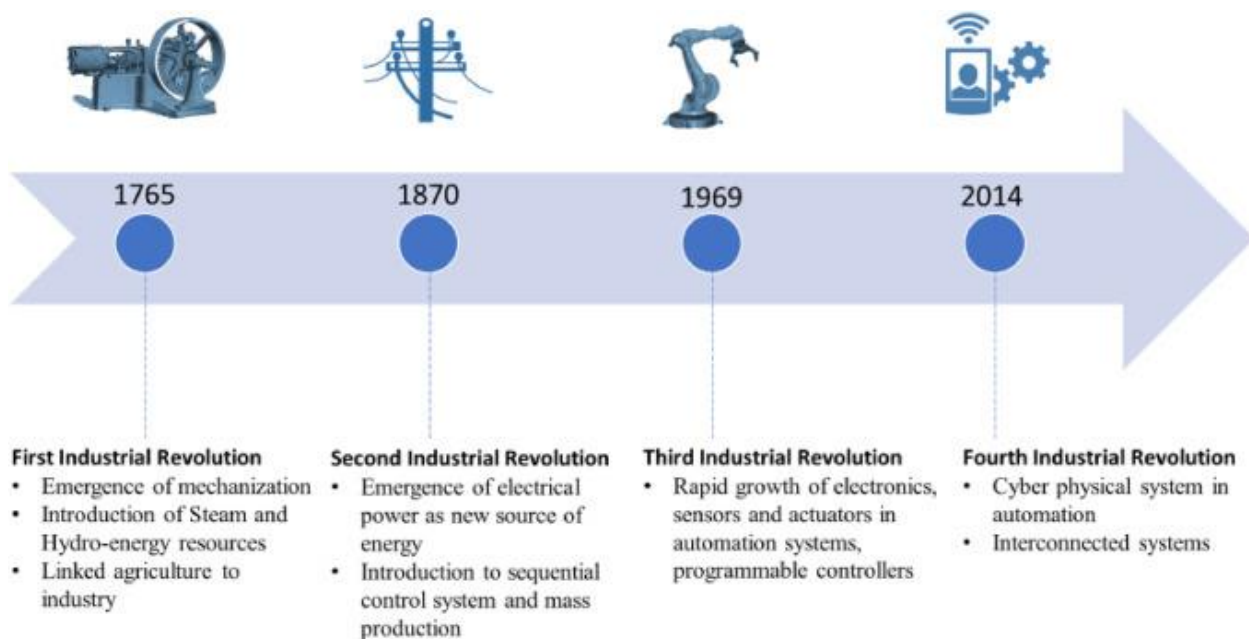 1765
1870
1969
2014
First Industrial Revolution
• Emergence of mechanization
• Introduction of Steam and
Hydro-energy resources
• Linked agriculture to
industry
Second Industrial Revolution
• Emergence of electrical
power as new source of
energy
• Introduction to sequential
control system and mass
production
Third Industrial Revolution
• Rapid growth of electronics,
sensors and actuators in
automation systems,
programmable controllers
Fourth Industrial Revolution
• Cyber physical system in
automation
• Interconnected systems